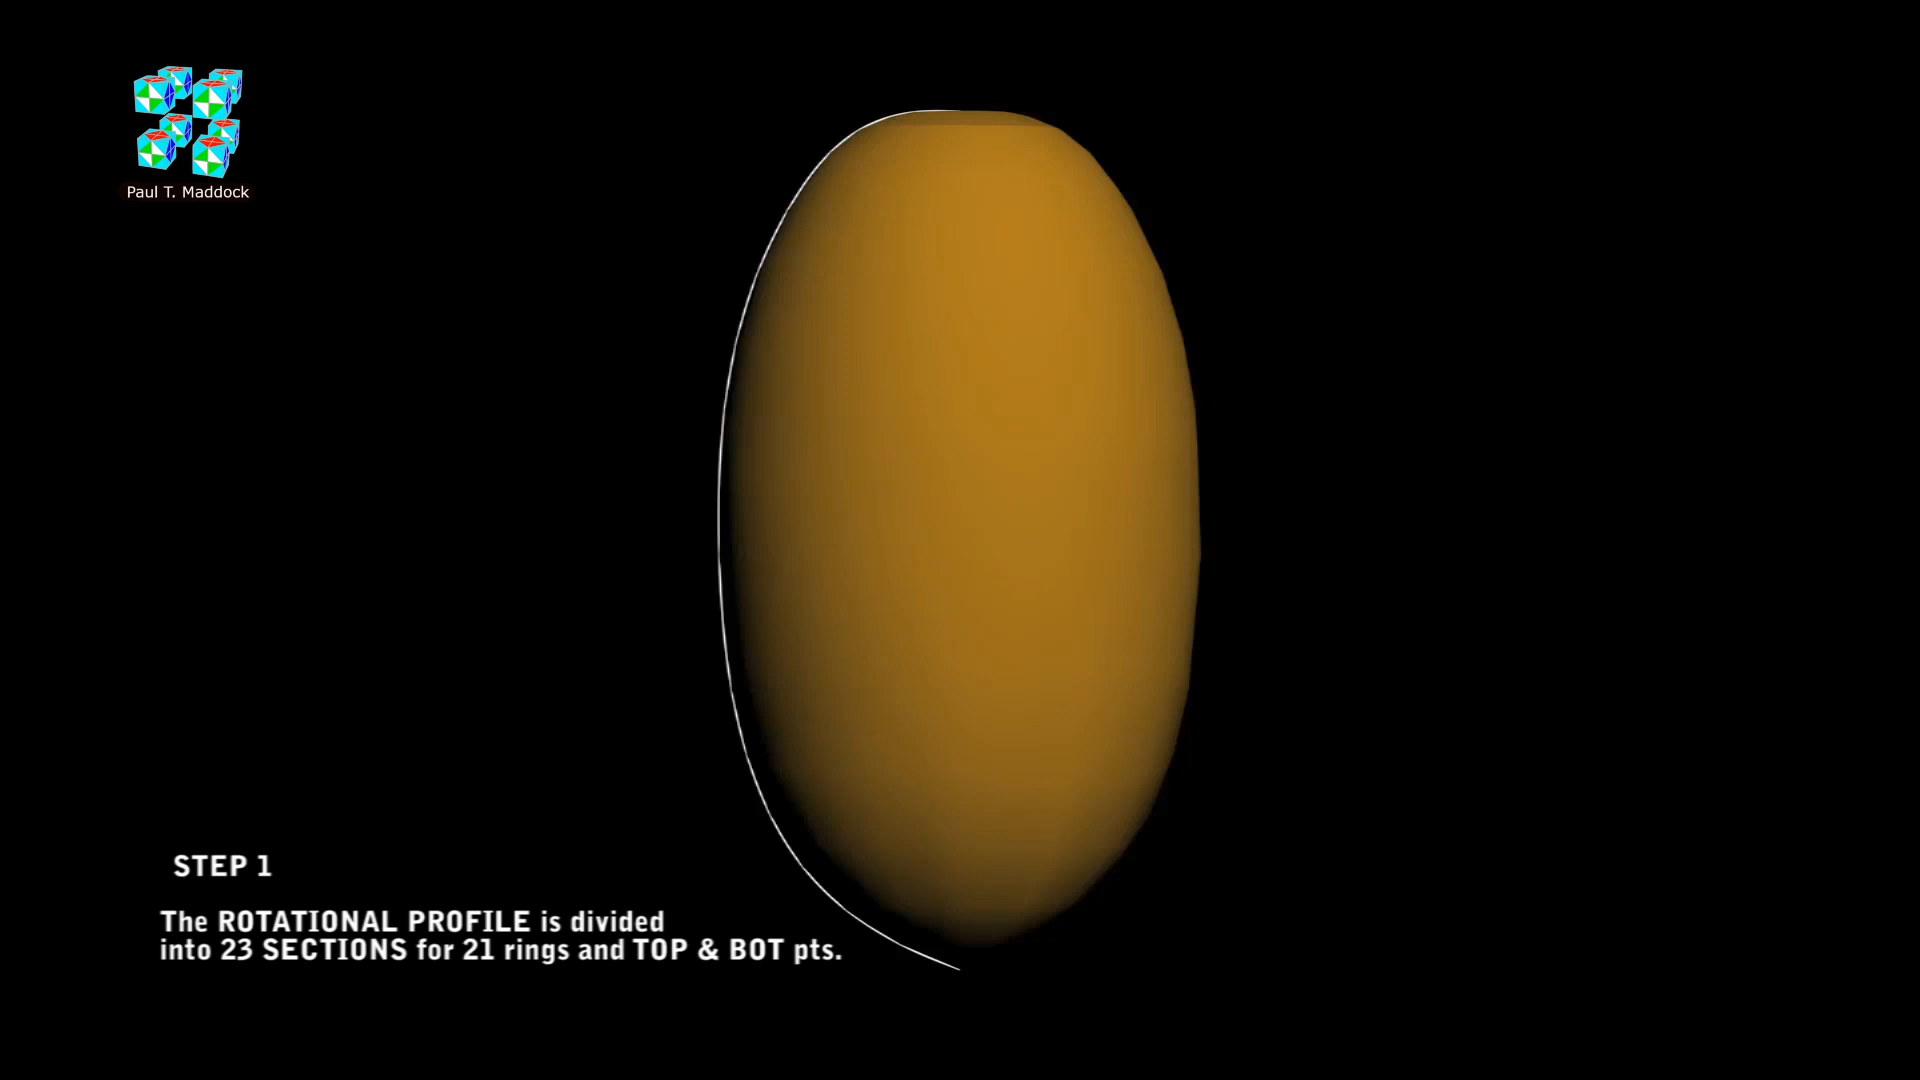 Paul T. Maddock
STEP 1
The ROTATIONAL PROFILE is divided
into 23 SECTIONS for 21 rings and TOP & BOT pts.